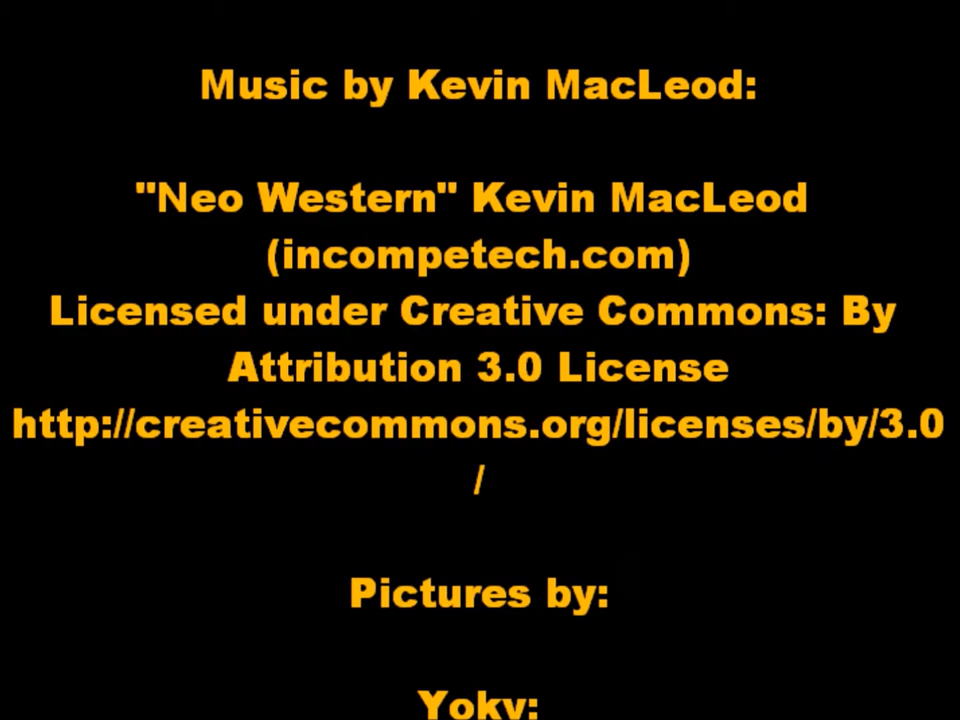 Music by Kevin MacLeod:
"Neo Western" Kevin MacLeod
(incompetech.com)
Licensed under Creative Commons: By
Attribution 3.0 License
http://creativecommons.org/licenses/by/3.0
/
Pictures by: